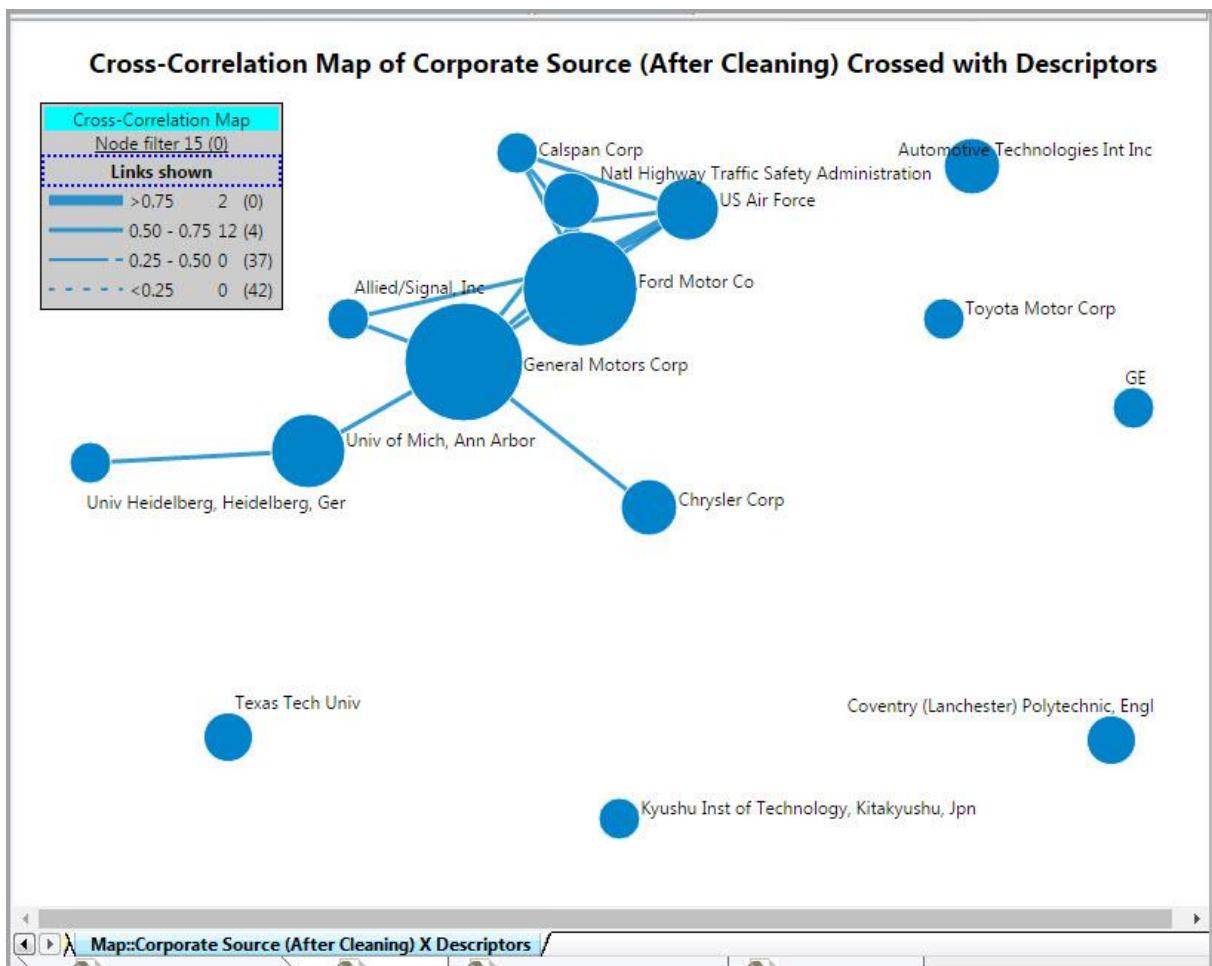 Cross-Correlation Map of Corporate Source (After Cleaning) Crossed with Descriptors
Cross-Correlation Map
Node filter 15 (0)
Links shown
>0.75 2 (0)
0.50 - 0.75 12 (4)
0.25 - 0.50 0 (37)
<0.25 0 (42)
Calspan Corp
Automotive Technologies Int Inc
Natl Highway Traffic Safety Administration
US Air Force
Ford Motor Co
Allied/Signal, Inc
Toyota Motor Corp
General Motors Corp
GE
Univ of Mich, Ann Arbor
Univ Heidelberg, Heidelberg, Ger
Chrysler Corp
Texas Tech Univ
Coventry (Lanchester) Polytechnic, Engl
Kyushu Inst of Technology, Kitakyushu, Jpn
Map::Corporate Source (After Cleaning) X Descriptors